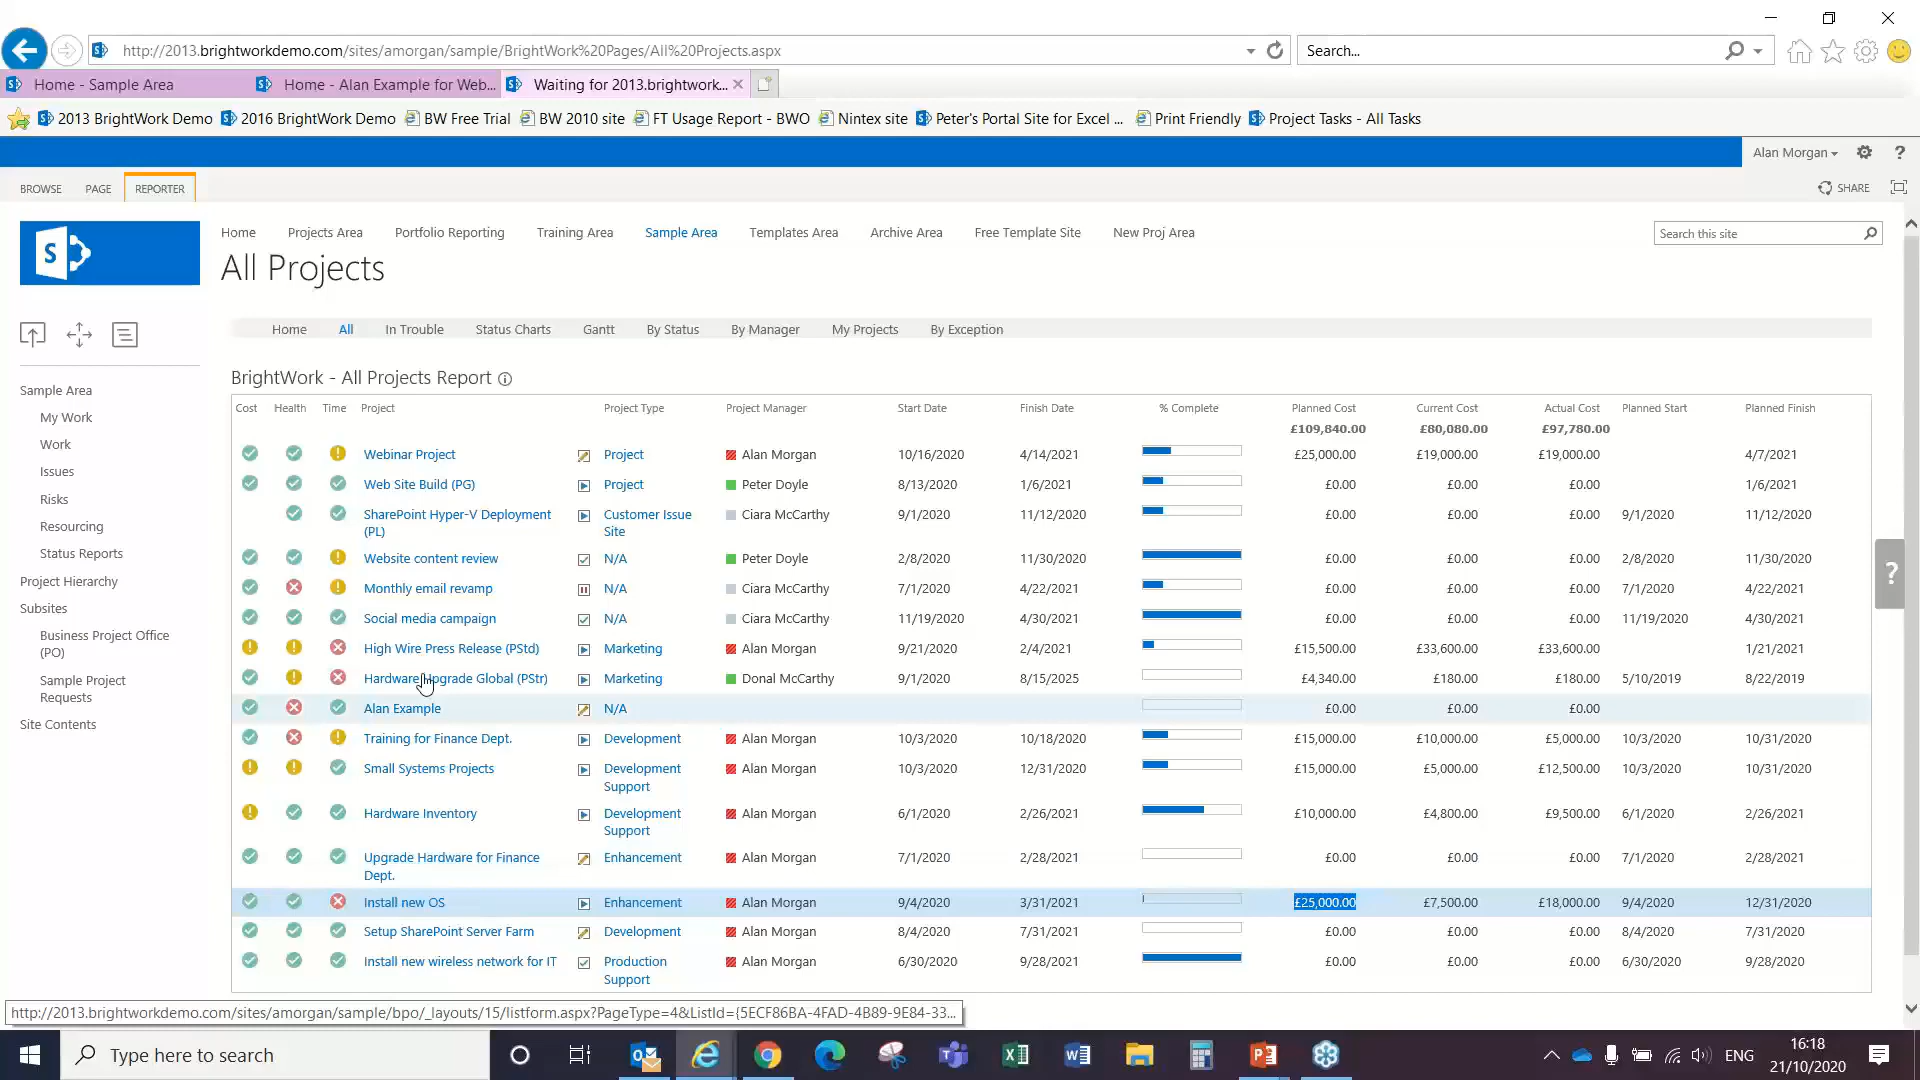 http://2013.brightworkdemo.com/sites/amorgan/sample/BrightWork%20Pages/All%20Projects.aspx
Search...
Home - Sample Area
Home - Alan Example for Web...
Waiting for 2013.brightwork...
2013 BrightWork Demo
2016 BrightWork Demo
BW Free Trial
BW 2010 site
FT Usage Report - BWO
Nintex site
Peter's Portal Site for Excel ...
Print Friendly
Project Tasks - All Tasks
Alan Morgan
?
BROWSE
PAGE
REPORTER
SHARE
S
Home
Projects Area
Portfolio Reporting
Training Area
Sample Area
Templates Area
Archive Area
Free Template Site
New Proj Area
Search this site
All Projects
Home
All
In Trouble
Status Charts
Gantt
By Status
By Manager
My Projects
By Exception
Sample Area
My Work
Work
Issues
Risks
Resourcing
Status Reports
Project Hierarchy
Subsites
Business Project Office
(PO)
Sample Project
Requests
Site Contents
BrightWork - All Projects Report
Cost Health Time Project Project Type Project Manager Start Date Finish Date % Complete Planned Cost Current Cost Actual Cost Planned Start Planned Finish
£109,840.00 £80,080.00 £97,780.00
Webinar Project Project Alan Morgan 10/16/2020 4/14/2021 £25,000.00 £19,000.00 £19,000.00 4/7/2021
Web Site Build (PG) Project Peter Doyle 8/13/2020 1/6/2021 £0.00 £0.00 £0.00 1/6/2021
SharePoint Hyper-V Deployment Customer Issue Ciara McCarthy 9/1/2020 11/12/2020 £0.00 £0.00 £0.00 9/1/2020 11/12/2020
(PL) Site
Website content review N/A Peter Doyle 2/8/2020 11/30/2020 £0.00 £0.00 £0.00 2/8/2020 11/30/2020
Monthly email revamp N/A Ciara McCarthy 7/1/2020 4/22/2021 £0.00 £0.00 £0.00 7/1/2020 4/22/2021
Social media campaign N/A Ciara McCarthy 11/19/2020 4/30/2021 £0.00 £0.00 £0.00 11/19/2020 4/30/2021
High Wire Press Release (PStd) Marketing Alan Morgan 9/21/2020 2/4/2021 £15,500.00 £33,600.00 £33,600.00 1/21/2021
Hardware Upgrade Global (PStr) Marketing Donal McCarthy 9/1/2020 8/15/2025 £4,340.00 £180.00 £180.00 5/10/2019 8/22/2019
Alan Example N/A £0.00 £0.00 £0.00
Training for Finance Dept. Development Alan Morgan 10/3/2020 10/18/2020 £15,000.00 £10,000.00 £5,000.00 10/3/2020 10/31/2020
Small Systems Projects Development Alan Morgan 10/3/2020 12/31/2020 £15,000.00 £5,000.00 £12,500.00 10/3/2020 10/31/2020
Support
Hardware Inventory Development Alan Morgan 6/1/2020 2/26/2021 £10,000.00 £4,800.00 £9,500.00 6/1/2020 2/26/2021
Support
Upgrade Hardware for Finance Enhancement Alan Morgan 7/1/2020 2/28/2021 £0.00 £0.00 £0.00 7/1/2020 2/28/2021
Dept.
Install new OS Enhancement Alan Morgan 9/4/2020 3/31/2021 £25,000.00 £7,500.00 £18,000.00 9/4/2020 12/31/2020
Setup SharePoint Server Farm Development Alan Morgan 8/4/2020 7/31/2021 £0.00 £0.00 £0.00 8/4/2020 7/31/2020
Install new wireless network for IT Production Alan Morgan 6/30/2020 9/28/2021 £0.00 £0.00 £0.00 6/30/2020 9/28/2020
Support
?
http://2013.brightworkdemo.com/sites/amorgan/sample/bpo/_layouts/15/listform.aspx?PageType=4&ListId={5ECF86BA-4FAD-4B89-9E84-33...
Type here to search
ENG
16:18
21/10/2020